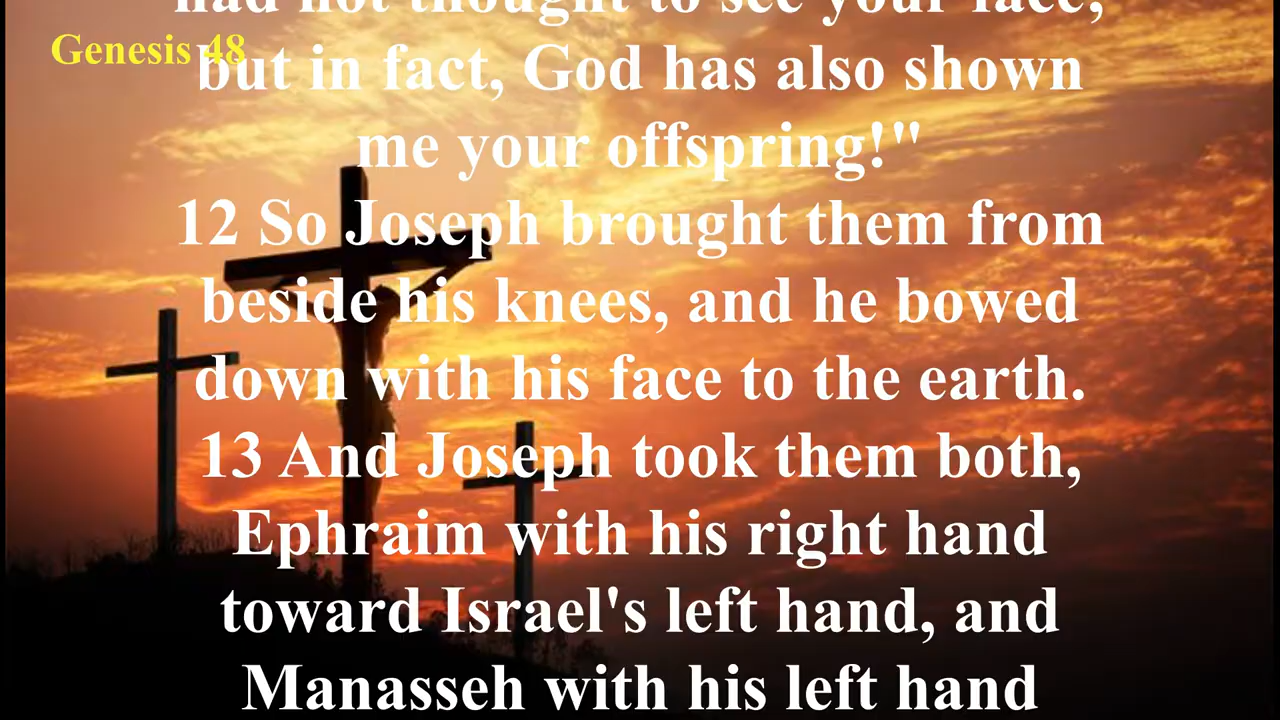 had not thought to see your face;
Genesis 48
but in fact, God has also shown
me your offspring!"
12 So Joseph brought them from
beside his knees, and he bowed
down with his face to the earth.
13 And Joseph took them both,
Ephraim with his right hand
toward Israel's left hand, and
Manasseh with his left hand